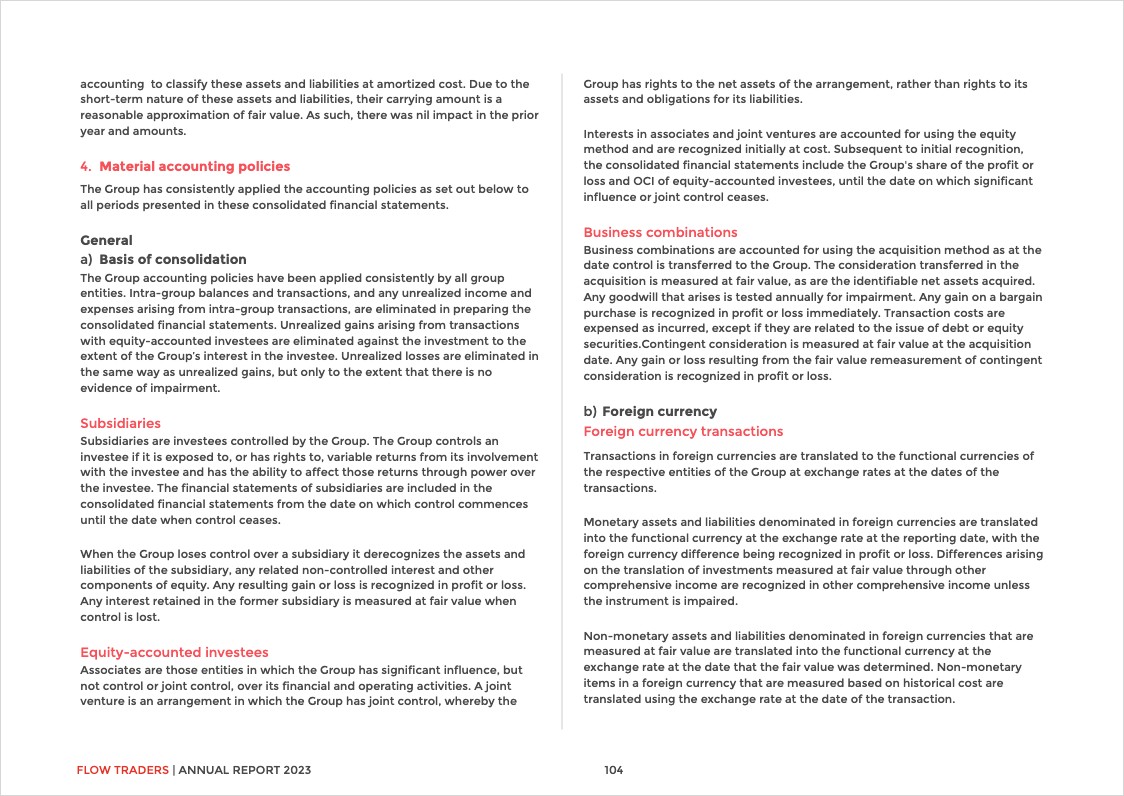 accounting  to classify these assets and liabilities at amortized cost. Due to the
short-term nature of these assets and liabilities, their carrying amount is a
reasonable approximation of fair value. As such, there was nil impact in the prior
year and amounts.
4. Material accounting policies
The Group has consistently applied the accounting policies as set out below to
all periods presented in these consolidated financial statements.
General
a) Basis of consolidation
The Group accounting policies have been applied consistently by all group
entities. Intra-group balances and transactions, and any unrealized income and
expenses arising from intra-group transactions, are eliminated in preparing the
consolidated financial statements. Unrealized gains arising from transactions
with equity-accounted investees are eliminated against the investment to the
extent of the Group's interest in the investee. Unrealized losses are eliminated in
the same way as unrealized gains, but only to the extent that there is no
evidence of impairment.
Subsidiaries
Subsidiaries are investees controlled by the Group. The Group controls an
investee if it is exposed to, or has rights to, variable returns from its involvement
with the investee and has the ability to affect those returns through power over
the investee. The financial statements of subsidiaries are included in the
consolidated financial statements from the date on which control commences
until the date when control ceases.
When the Group loses control over a subsidiary it derecognizes the assets and
liabilities of the subsidiary, any related non-controlled interest and other
components of equity. Any resulting gain or loss is recognized in profit or loss.
Any interest retained in the former subsidiary is measured at fair value when
control is lost.
Equity-accounted investees
Associates are those entities in which the Group has significant influence, but
not control or joint control, over its financial and operating activities. A joint
venture is an arrangement in which the Group has joint control, whereby the
Group has rights to the net assets of the arrangement, rather than rights to its
assets and obligations for its liabilities.
Interests in associates and joint ventures are accounted for using the equity
method and are recognized initially at cost. Subsequent to initial recognition,
the consolidated financial statements include the Group's share of the profit or
loss and OCI of equity-accounted investees, until the date on which significant
influence or joint control ceases.
Business combinations
Business combinations are accounted for using the acquisition method as at the
date control is transferred to the Group. The consideration transferred in the
acquisition is measured at fair value, as are the identifiable net assets acquired.
Any goodwill that arises is tested annually for impairment. Any gain on a bargain
purchase is recognized in profit or loss immediately. Transaction costs are
expensed as incurred, except if they are related to the issue of debt or equity
securities.Contingent consideration is measured at fair value at the acquisition
date. Any gain or loss resulting from the fair value remeasurement of contingent
consideration is recognized in profit or loss.
b) Foreign currency
Foreign currency transactions
Transactions in foreign currencies are translated to the functional currencies of
the respective entities of the Group at exchange rates at the dates of the
transactions.
Monetary assets and liabilities denominated in foreign currencies are translated
into the functional currency at the exchange rate at the reporting date, with the
foreign currency difference being recognized in profit or loss. Differences arising
on the translation of investments measured at fair value through other
comprehensive income are recognized in other comprehensive income unless
the instrument is impaired.
Non-monetary assets and liabilities denominated in foreign currencies that are
measured at fair value are translated into the functional currency at the
exchange rate at the date that the fair value was determined. Non-monetary
items in a foreign currency that are measured based on historical cost are
translated using the exchange rate at the date of the transaction.
FLOW TRADERS | ANNUAL REPORT 2023
104